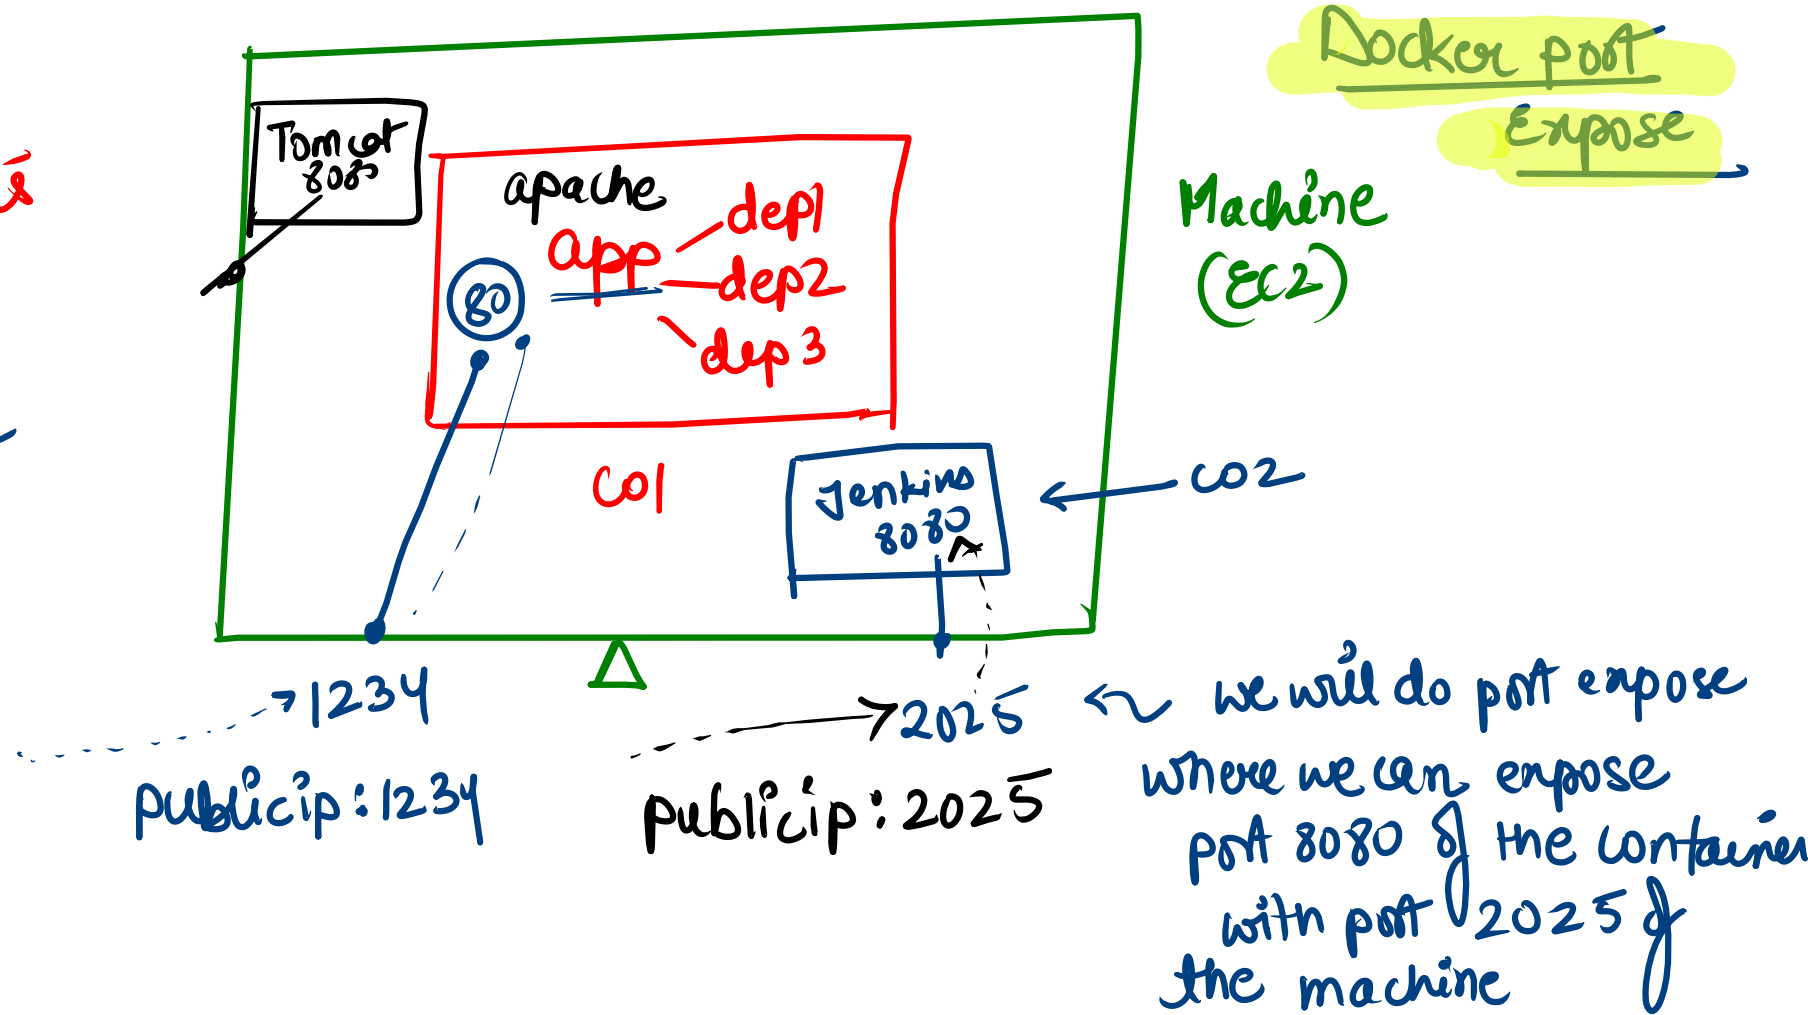 Docker port
Expose
Tomcat
8080
apache
app
dep1
dep2
dep3
80
Machine
(EC2)
CO1
Jenkins
8080
CO2
1234
publicip:1234
2025
publicip:2025
we will do port expose
where we can expose
port 8080 of the container
with port 2025 of
the machine